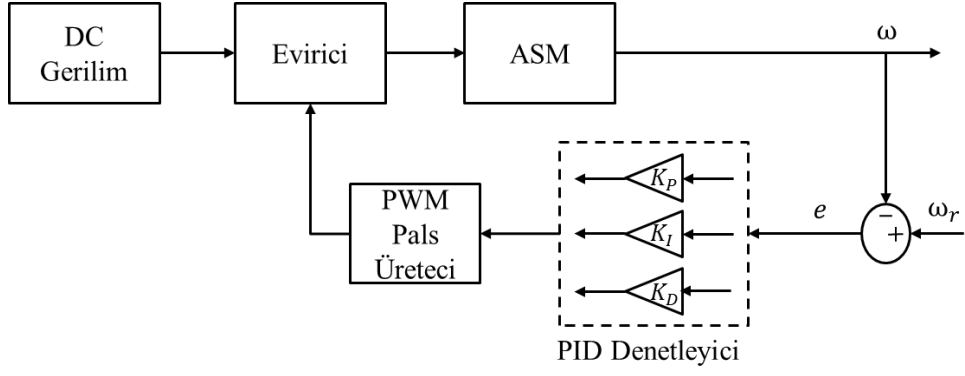 DC
Gerilim
Evirici
ASM
ω
PWM
Pals
Üreteci
K_P
K_I
K_D
e
−
+
ω_r
PID Denetleyici